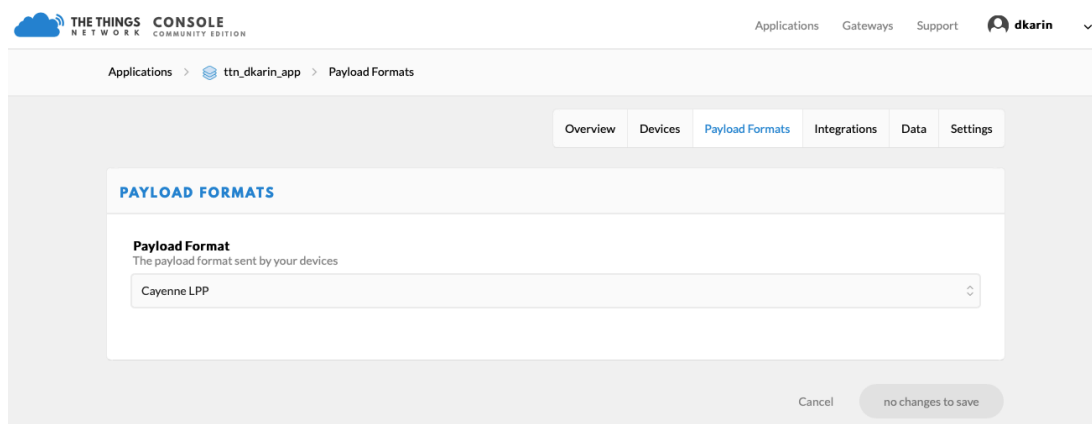 THE THINGS NETWORK CONSOLE COMMUNITY EDITION
Applications Gateways Support dkarin
Applications > ttn_dkarin_app > Payload Formats
Overview Devices Payload Formats Integrations Data Settings
PAYLOAD FORMATS
Payload Format
The payload format sent by your devices
Cayenne LPP
Cancel no changes to save